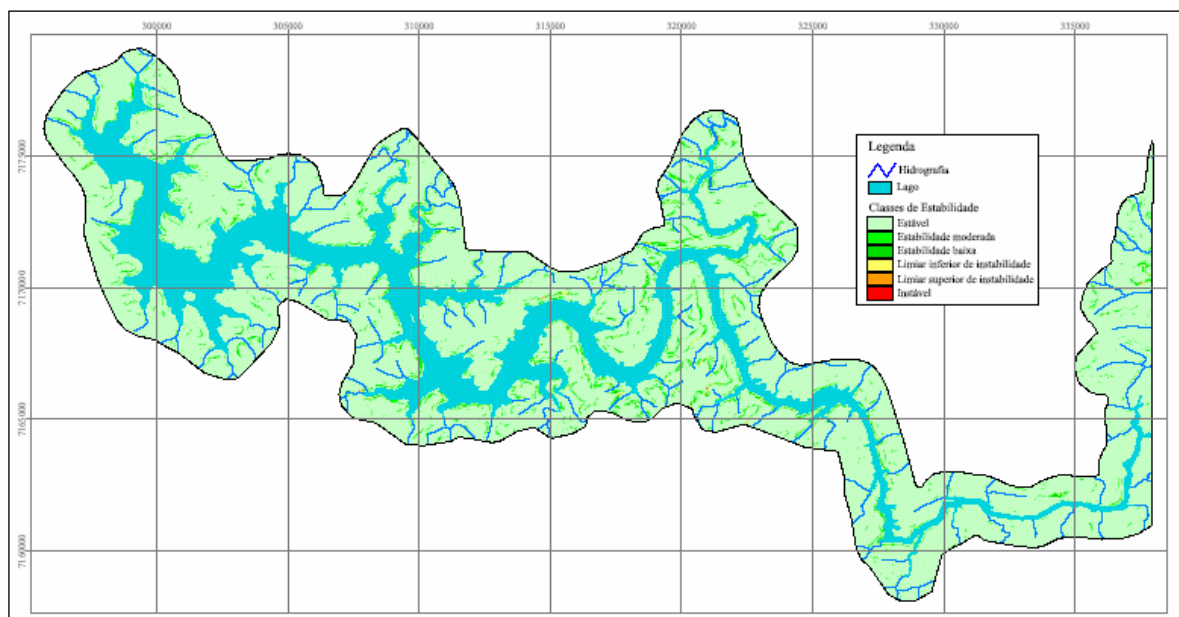 300000 305000 310000 315000 320000 325000 330000 335000
7175000
7170000
7165000
7160000
Legenda
Hidrografia
Lago
Classes de Estabilidade
Estável
Estabilidade moderada
Estabilidade baixa
Limiar inferior de instabilidade
Limiar superior de instabilidade
Instável